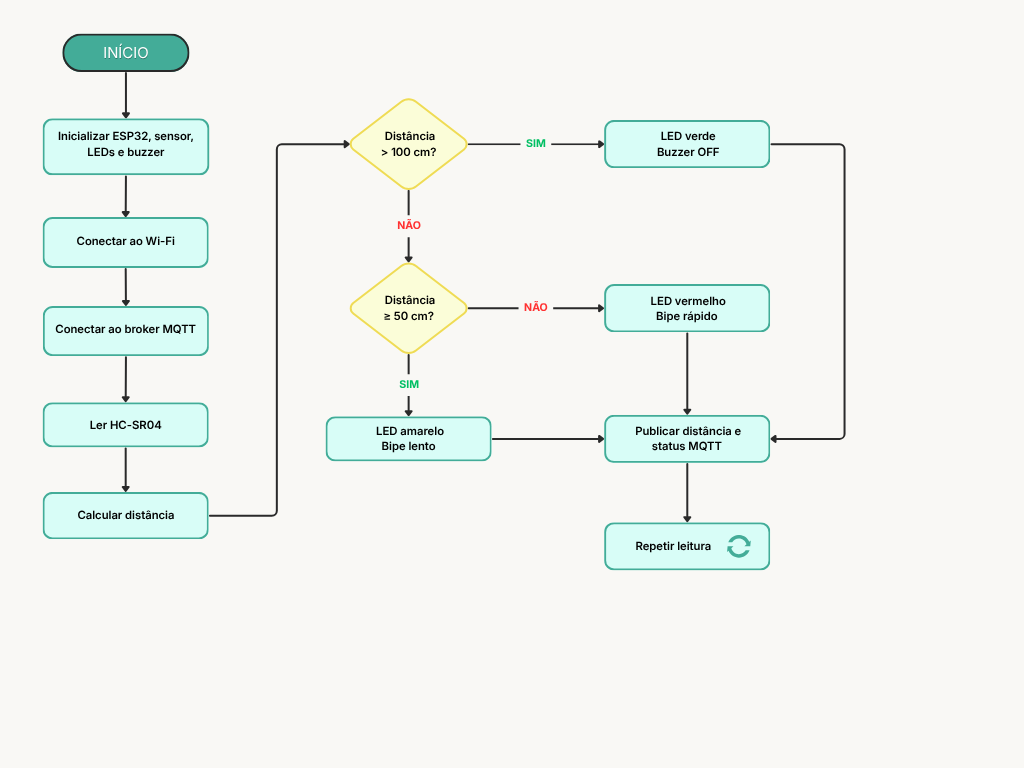 INÍCIO
Inicializar ESP32, sensor,
LEDs e buzzer
Conectar ao Wi-Fi
Conectar ao broker MQTT
Ler HC-SR04
Calcular distância
Distância
> 100 cm?
SIM
LED verde
Buzzer OFF
NÃO
Distância
≥ 50 cm?
NÃO
LED vermelho
Bipe rápido
SIM
LED amarelo
Bipe lento
Publicar distância e
status MQTT
Repetir leitura